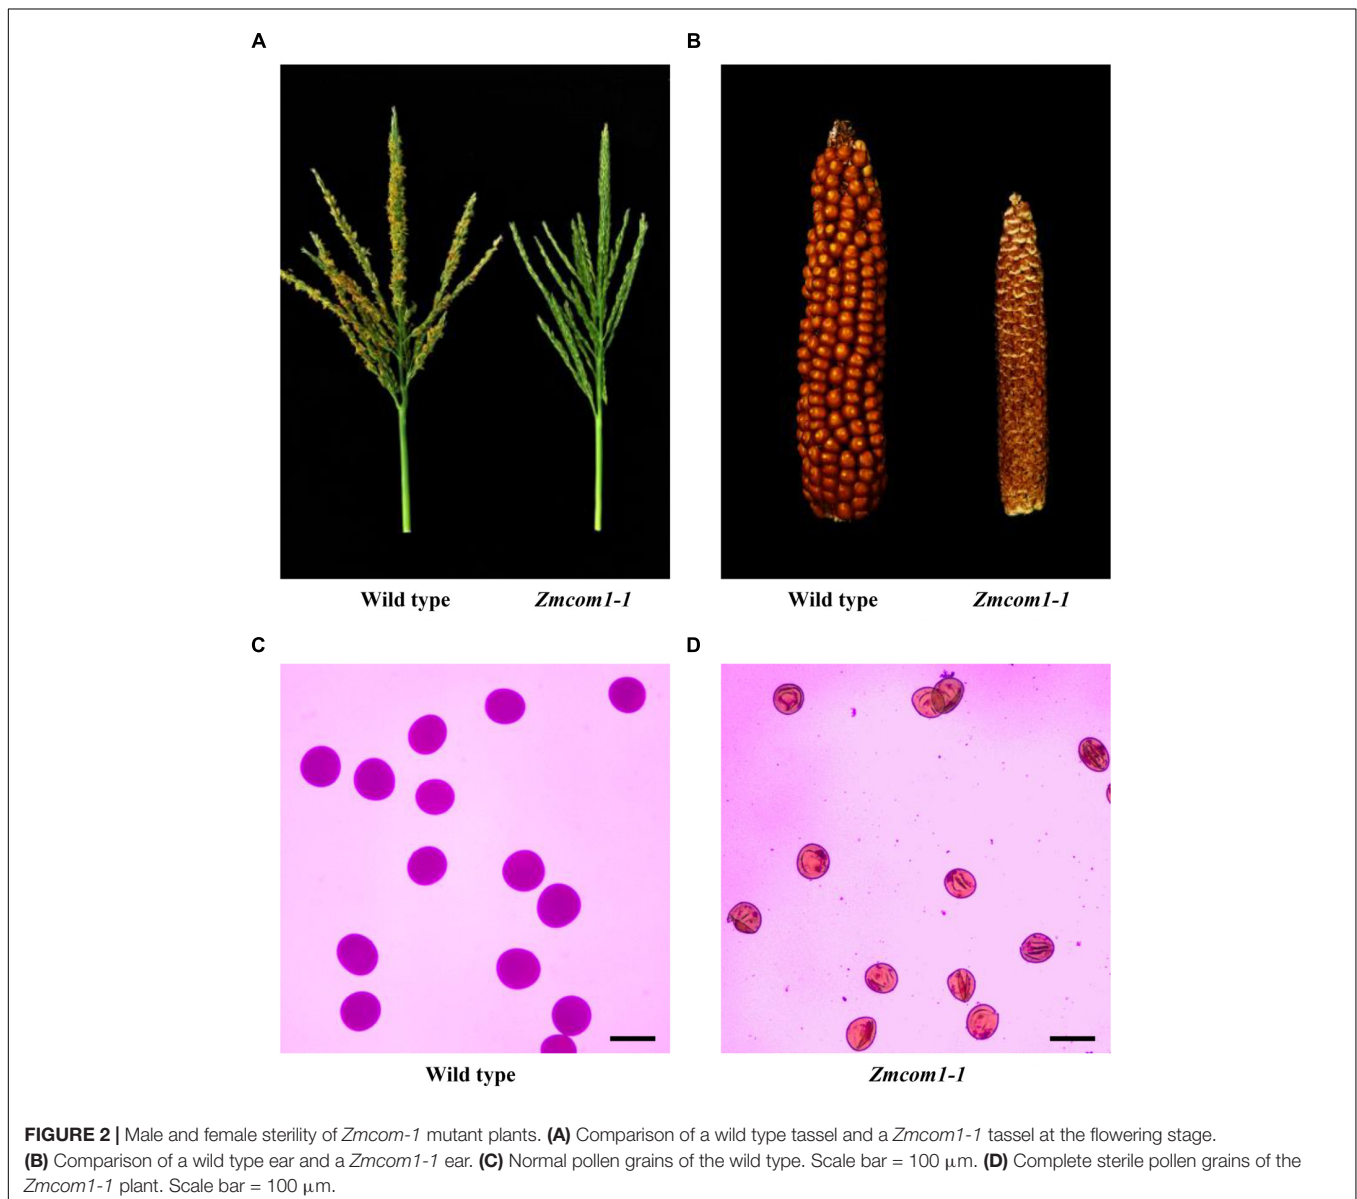 A
B
Wild type
Zmcom1-1
Wild type
Zmcom1-1
C
D
Wild type
Zmcom1-1
FIGURE 2 | Male and female sterility of Zmcom-1 mutant plants. (A) Comparison of a wild type tassel and a Zmcom1-1 tassel at the flowering stage.
(B) Comparison of a wild type ear and a Zmcom1-1 ear. (C) Normal pollen grains of the wild type. Scale bar = 100 μm. (D) Complete sterile pollen grains of the
Zmcom1-1 plant. Scale bar = 100 μm.